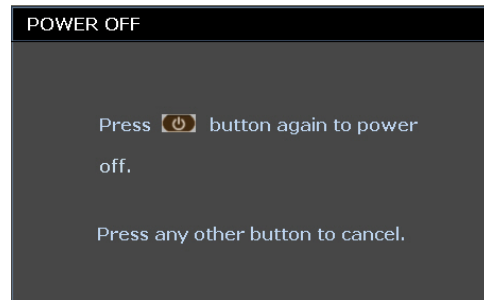 POWER OFF
Press button again to power
off.
Press any other button to cancel.